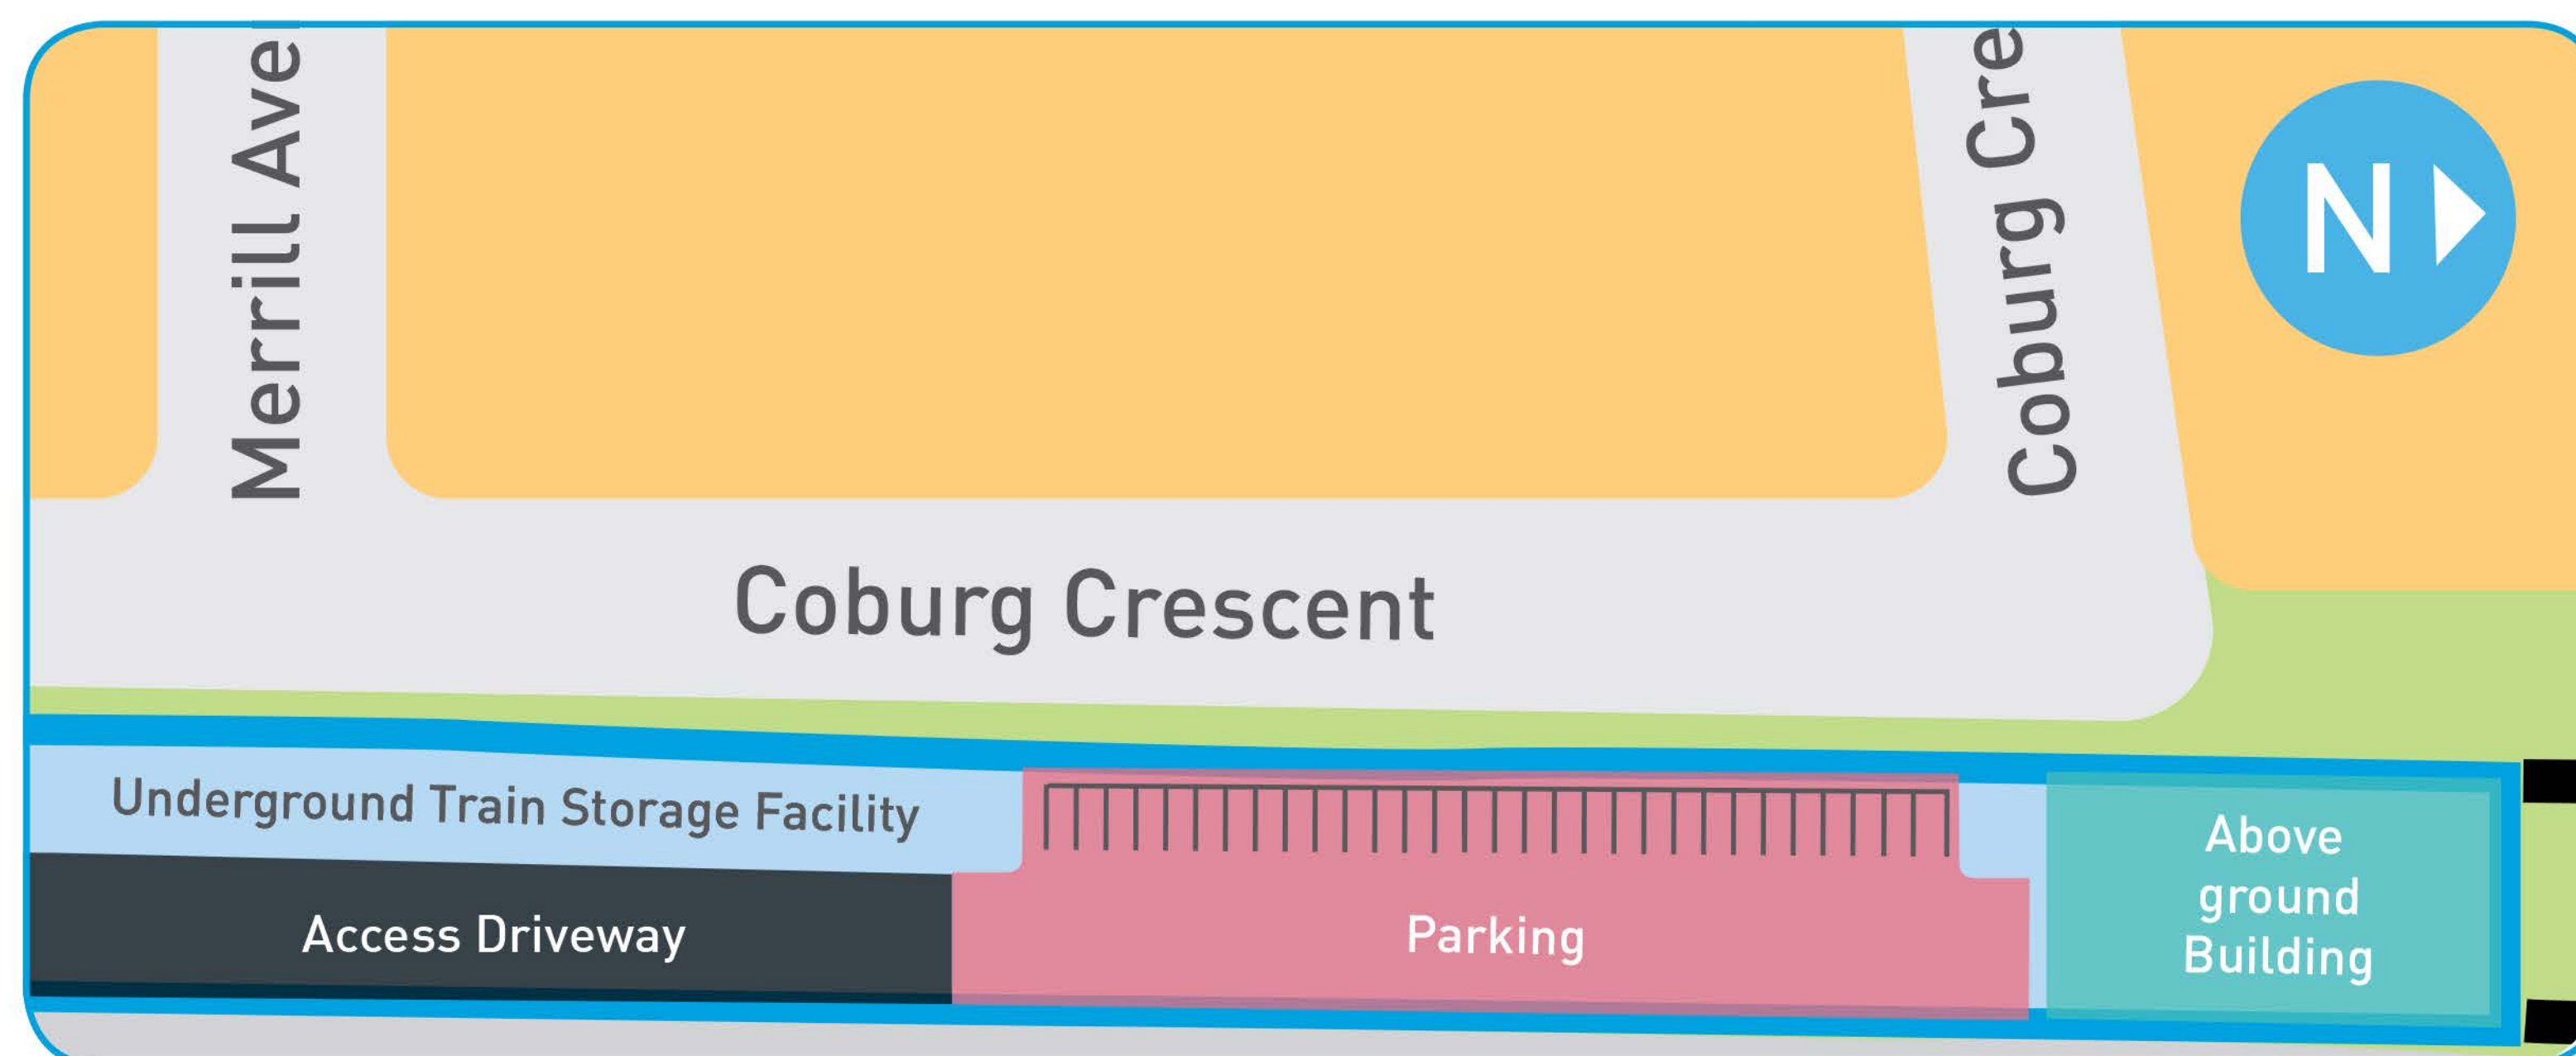 Merrill Ave
Coburg Cre
N
Coburg Crescent
Underground Train Storage Facility
Access Driveway
Parking
Above
ground
Building